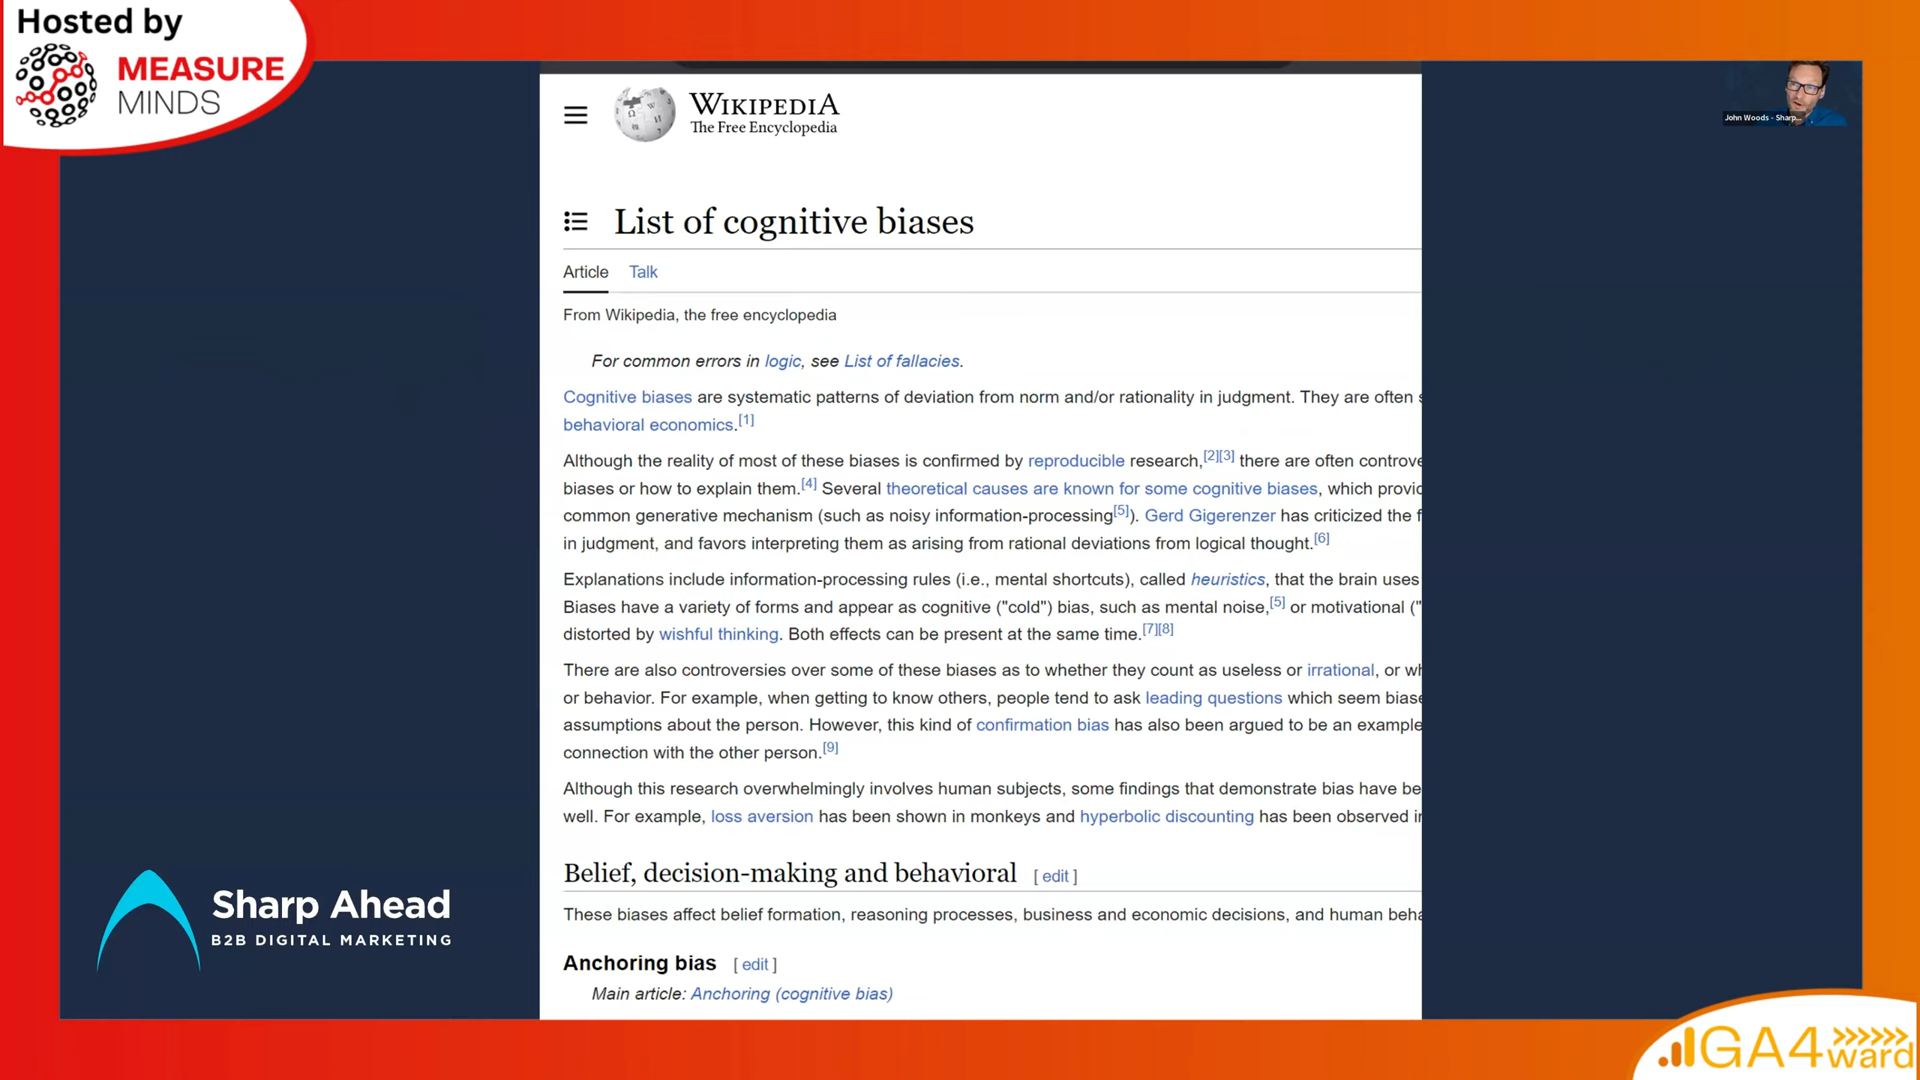 Hosted by
MEASURE
MINDS
WIKIPEDIA
The Free Encyclopedia
John Woods - Sharp...
List of cognitive biases
Article Talk
From Wikipedia, the free encyclopedia
For common errors in logic, see List of fallacies.
Cognitive biases are systematic patterns of deviation from norm and/or rationality in judgment. They are often s
behavioral economics.[1]
Although the reality of most of these biases is confirmed by reproducible research,[2][3] there are often controve
biases or how to explain them.[4] Several theoretical causes are known for some cognitive biases, which provid
common generative mechanism (such as noisy information-processing[5]). Gerd Gigerenzer has criticized the f
in judgment, and favors interpreting them as arising from rational deviations from logical thought.[6]
Explanations include information-processing rules (i.e., mental shortcuts), called heuristics, that the brain uses
Biases have a variety of forms and appear as cognitive ("cold") bias, such as mental noise,[5] or motivational ("
distorted by wishful thinking. Both effects can be present at the same time.[7][8]
There are also controversies over some of these biases as to whether they count as useless or irrational, or wh
or behavior. For example, when getting to know others, people tend to ask leading questions which seem biase
assumptions about the person. However, this kind of confirmation bias has also been argued to be an example
connection with the other person.[9]
Although this research overwhelmingly involves human subjects, some findings that demonstrate bias have be
well. For example, loss aversion has been shown in monkeys and hyperbolic discounting has been observed in
Belief, decision-making and behavioral [ edit ]
These biases affect belief formation, reasoning processes, business and economic decisions, and human beha
Anchoring bias [ edit ]
Main article: Anchoring (cognitive bias)
Sharp Ahead
B2B DIGITAL MARKETING
GA4ward